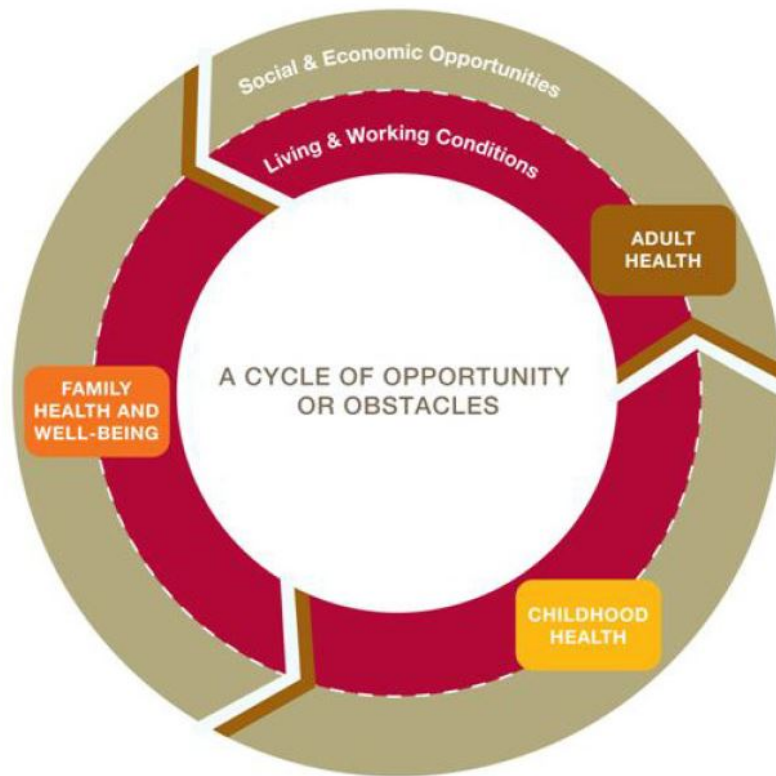 Social & Economic Opportunities
Living & Working Conditions
ADULT
HEALTH
A CYCLE OF OPPORTUNITY
OR OBSTACLES
FAMILY
HEALTH AND
WELL-BEING
CHILDHOOD
HEALTH